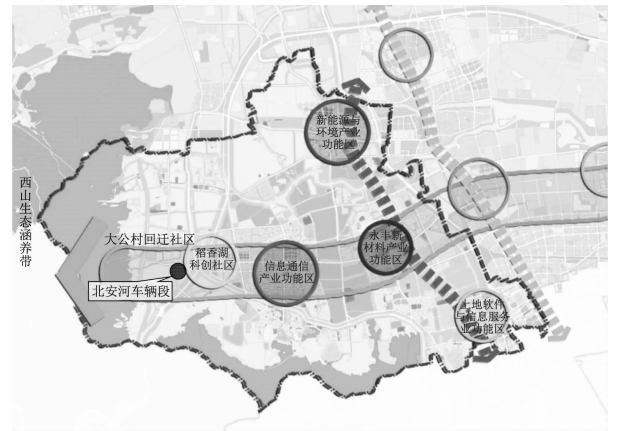 新能源与
环境产业
功能区
西山生态涵养带
大公村回迁社区
稻香湖
科创社区
永丰新
材料产业
功能区
信息通信
产业功能区
北安河车辆段
土地软件
与信息服务
业功能区